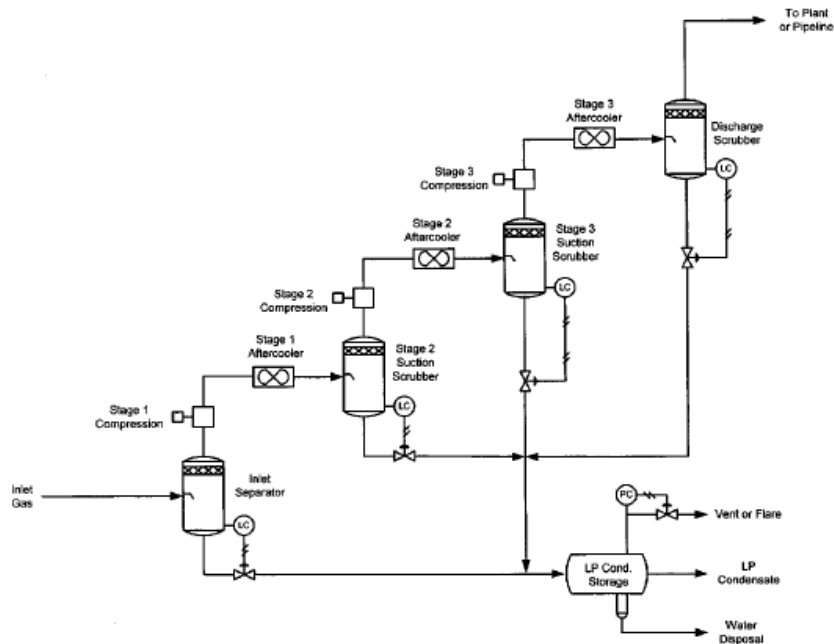 To Plant
or Pipeline
Stage 3
Aftercooler
Discharge
Scrubber
LC
Stage 3
Compression
Stage 2
Aftercooler
Stage 3
Suction
Scrubber
LC
Stage 2
Compression
Stage 1
Aftercooler
Stage 2
Suction
Scrubber
LC
Stage 1
Compression
Inlet
Gas
Inlet
Separator
LC
PC
Vent or Flare
LP Cond.
Storage
LP
Condensate
Water
Disposal